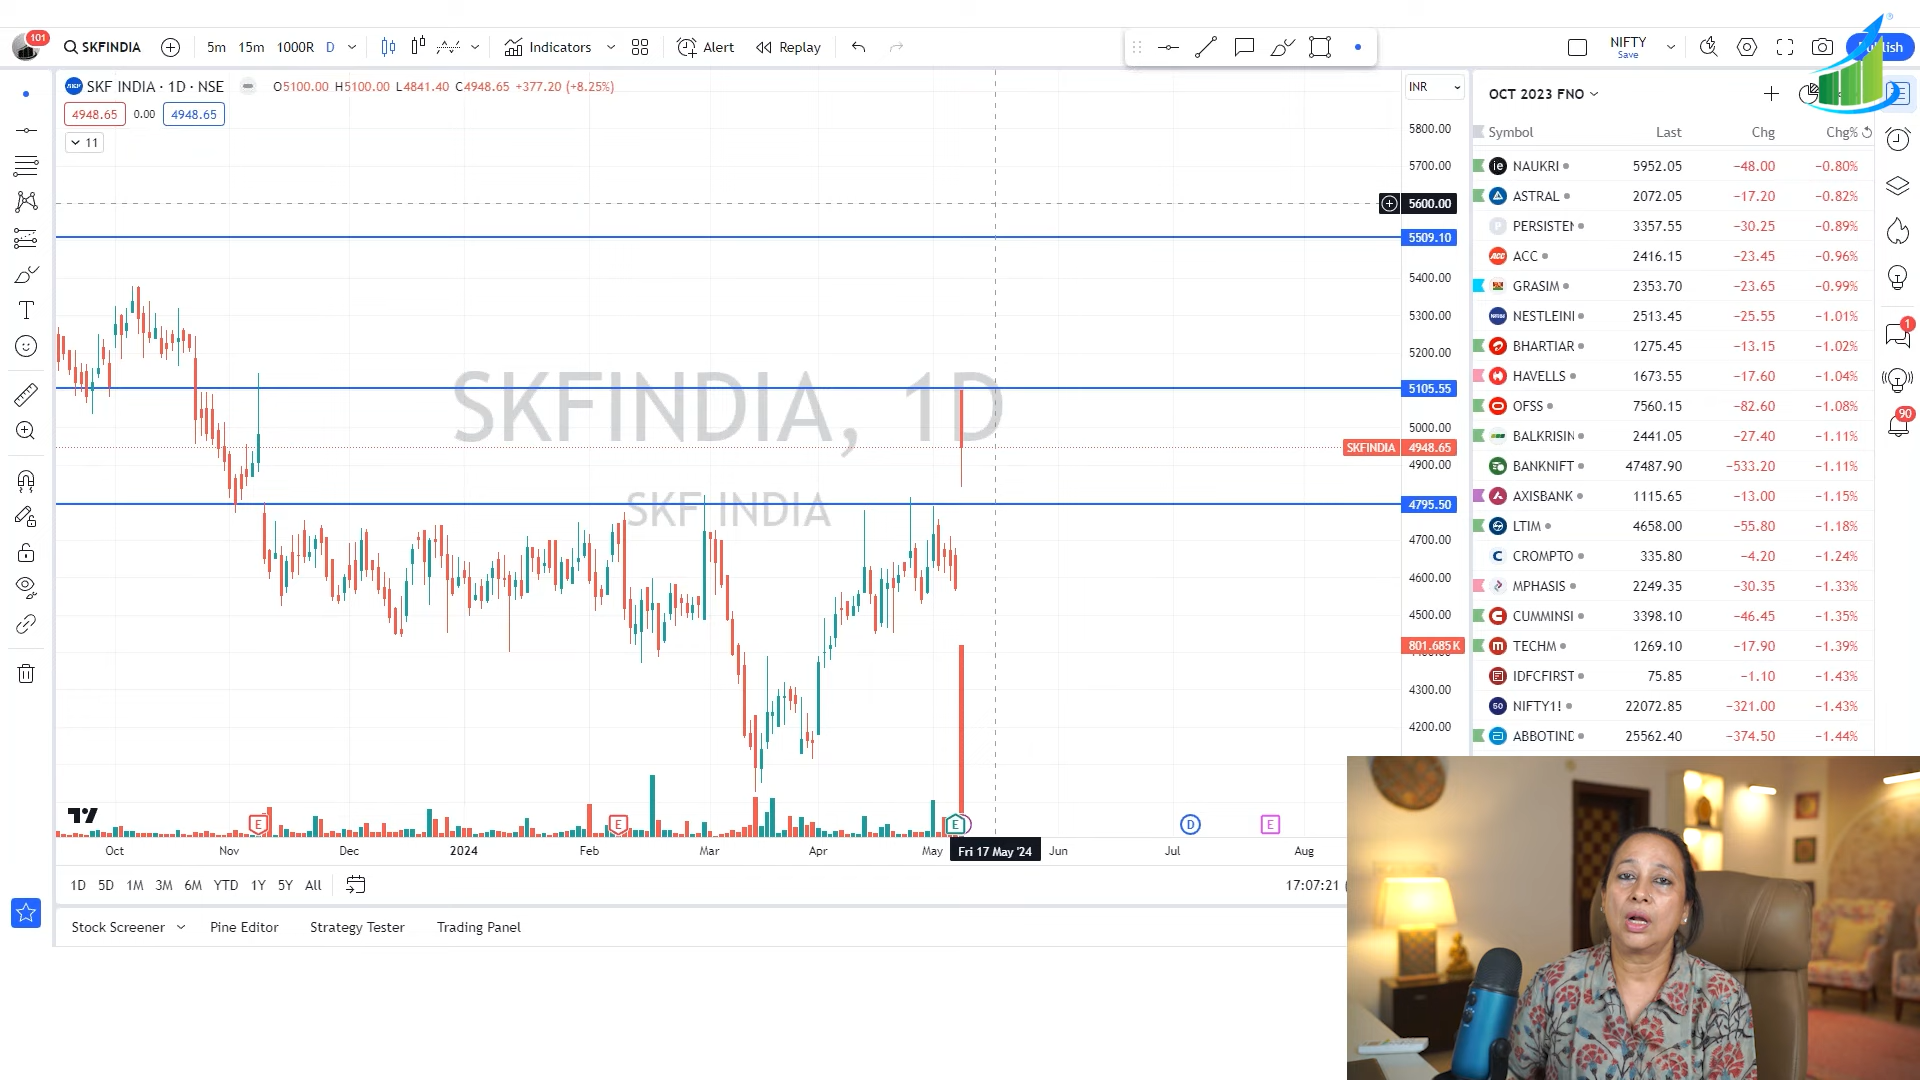 101
SKFINDIA
5m 15m 1000R D
Indicators
Alert
Replay
NIFTY
Save
SKF INDIA · 1D · NSE
O5100.00 H5100.00 L4841.40 C4948.65 +377.20 (+8.25%)
4948.65 0.00 4948.65
11
INR
5800.00
5700.00
5600.00
5509.10
5400.00
5300.00
5200.00
5105.55
5000.00
SKFINDIA 4948.65
4900.00
4795.50
4700.00
4600.00
4500.00
801.685K
4300.00
4200.00
SKFINDIA, 1D
SKF INDIA
E E E D E
Oct Nov Dec 2024 Feb Mar Apr May Fri 17 May '24 Jun Jul Aug
1D 5D 1M 3M 6M YTD 1Y 5Y All
17:07:21
Stock Screener Pine Editor Strategy Tester Trading Panel
OCT 2023 FNO
Symbol Last Chg Chg%
NAUKRI 5952.05 −48.00 −0.80%
ASTRAL 2072.05 −17.20 −0.82%
PERSISTEN 3357.55 −30.25 −0.89%
ACC 2416.15 −23.45 −0.96%
GRASIM 2353.70 −23.65 −0.99%
NESTLEINI 2513.45 −25.55 −1.01%
BHARTIAR 1275.45 −13.15 −1.02%
HAVELLS 1673.55 −17.60 −1.04%
OFSS 7560.15 −82.60 −1.08%
BALKRISIN 2441.05 −27.40 −1.11%
BANKNIFT 47487.90 −533.20 −1.11%
AXISBANK 1115.65 −13.00 −1.15%
LTIM 4658.00 −55.80 −1.18%
CROMPTO 335.80 −4.20 −1.24%
MPHASIS 2249.35 −30.35 −1.33%
CUMMINSI 3398.10 −46.45 −1.35%
TECHM 1269.10 −17.90 −1.39%
IDFCFIRST 75.85 −1.10 −1.43%
NIFTY1! 22072.85 −321.00 −1.43%
ABBOTIND 25562.40 −374.50 −1.44%
1
90